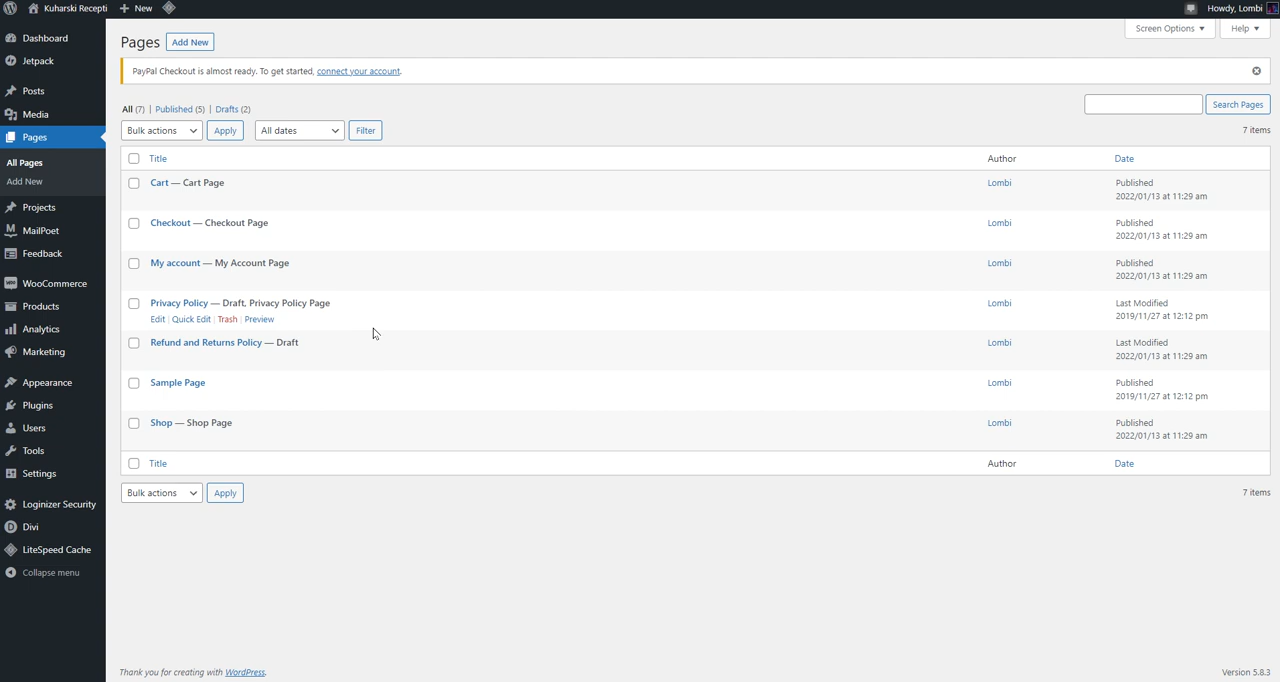 Kuharski Recepti + New Howdy, Lombi
Dashboard
Jetpack
Posts
Media
Pages
All Pages
Add New
Projects
MailPoet
Feedback
WooCommerce
Products
Analytics
Marketing
Appearance
Plugins
Users
Tools
Settings
Loginizer Security
Divi
LiteSpeed Cache
Collapse menu
Screen Options Help
Pages Add New
PayPal Checkout is almost ready. To get started, connect your account.
All (7) | Published (5) | Drafts (2) Search Pages
Bulk actions Apply All dates Filter 7 items
Title Author Date
Cart — Cart Page Lombi Published
2022/01/13 at 11:29 am
Checkout — Checkout Page Lombi Published
2022/01/13 at 11:29 am
My account — My Account Page Lombi Published
2022/01/13 at 11:29 am
Privacy Policy — Draft, Privacy Policy Page Lombi Last Modified
Edit | Quick Edit | Trash | Preview 2019/11/27 at 12:12 pm
Refund and Returns Policy — Draft Lombi Last Modified
2022/01/13 at 11:29 am
Sample Page Lombi Published
2019/11/27 at 12:12 pm
Shop — Shop Page Lombi Published
2022/01/13 at 11:29 am
Title Author Date
Bulk actions Apply 7 items
Thank you for creating with WordPress. Version 5.8.3